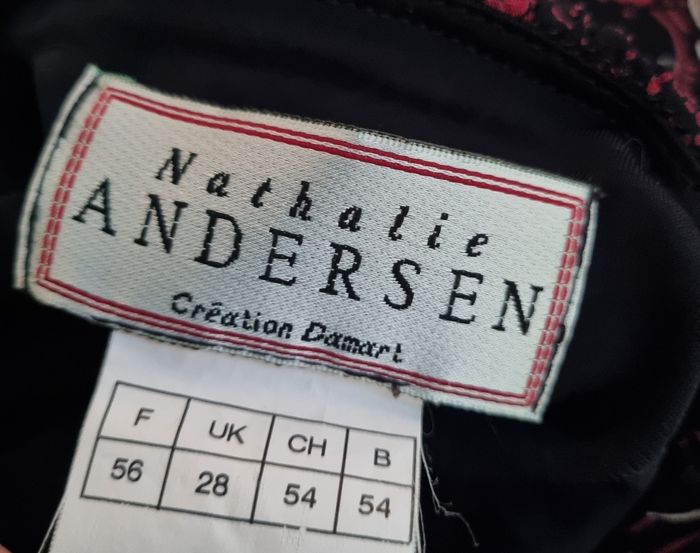 Nathalie
ANDERSEN
Création Damart
F UK CH B
56 28 54 54